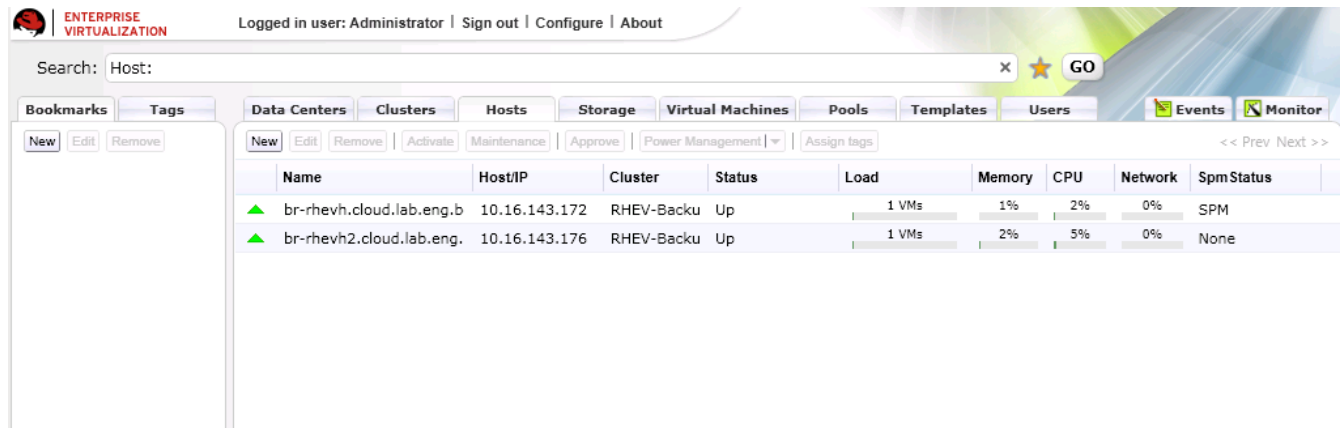 ENTERPRISE
VIRTUALIZATION
Logged in user: Administrator | Sign out | Configure | About
Search: Host: × GO
Bookmarks Tags Data Centers Clusters Hosts Storage Virtual Machines Pools Templates Users Events Monitor
New Edit Remove New Edit Remove | Activate Maintenance | Approve | Power Management | Assign tags << Prev Next >>
Name Host/IP Cluster Status Load Memory CPU Network SpmStatus
br-rhevh.cloud.lab.eng.b 10.16.143.172 RHEV-Backu Up 1 VMs 1% 2% 0% SPM
br-rhevh2.cloud.lab.eng. 10.16.143.176 RHEV-Backu Up 1 VMs 2% 5% 0% None